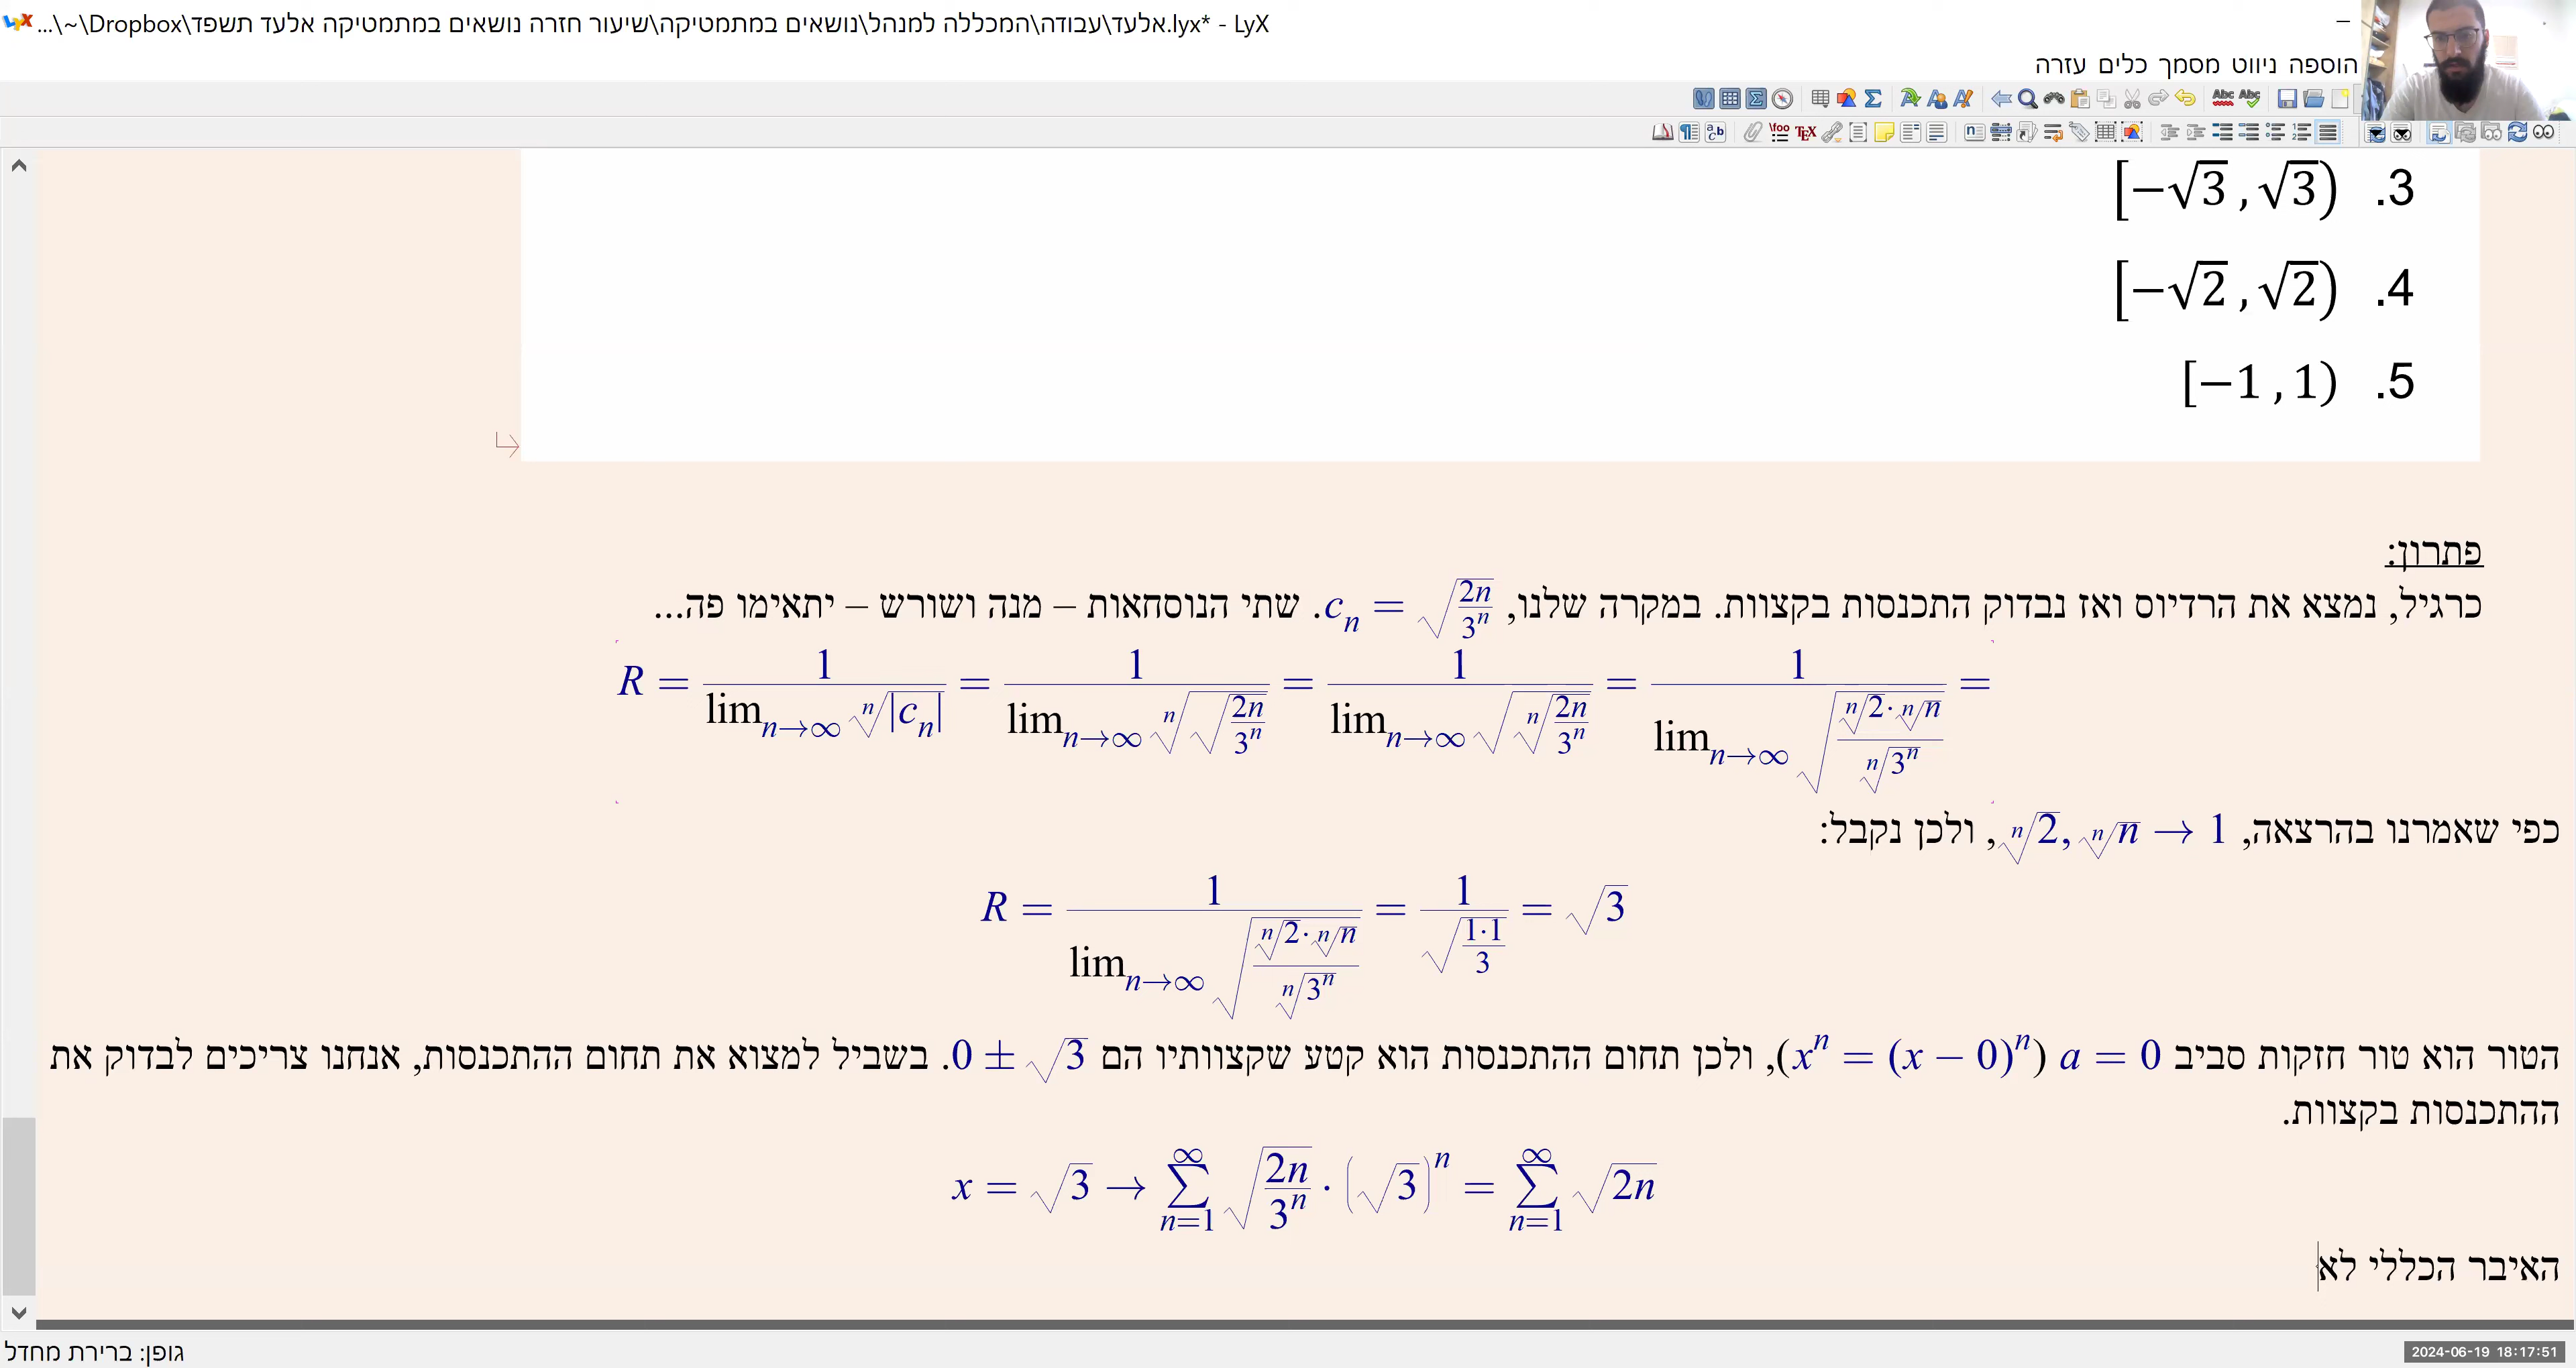 ...\~\Dropbox\אלעד\עבודה\המכללה למנהל\נושאים במתמטיקה\שיעור חזרה נושאים במתמטיקה אלעד תשפד.lyx* - LyX
הוספה ניווט מסמך כלים עזרה
3. [−√3 , √3)
4. [−√2 , √2)
5. [−1 , 1)
פתרון:
כרגיל, נמצא את הרדיוס ואז נבדוק התכנסות בקצוות. במקרה שלנו, c_n = √(2n/3^n). שתי הנוסחאות – מנה ושורש – יתאימו פה...
R = 1/(lim_{n→∞} ⁿ√|c_n|) = 1/(lim_{n→∞} ⁿ√(√(2n/3^n))) = 1/(lim_{n→∞} √(ⁿ√(2n/3^n))) = 1/(lim_{n→∞} √((ⁿ√2·ⁿ√n)/(ⁿ√(3^n)))) =
כפי שאמרנו בהרצאה, ⁿ√2, ⁿ√n → 1, ולכן נקבל:
R = 1/(lim_{n→∞} √((ⁿ√2·ⁿ√n)/(ⁿ√(3^n)))) = 1/√((1·1)/3) = √3
הטור הוא טור חזקות סביב a = 0 (x^n = (x − 0)^n), ולכן תחום ההתכנסות הוא קטע שקצוותיו הם 0 ± √3. בשביל למצוא את תחום ההתכנסות, אנחנו צריכים לבדוק את
ההתכנסות בקצוות.
x = √3 → ∑_{n=1}^{∞} √(2n/3^n) · (√3)^n = ∑_{n=1}^{∞} √(2n)
האיבר הכללי לא
גופן: ברירת מחדל
2024-06-19 18:17:51